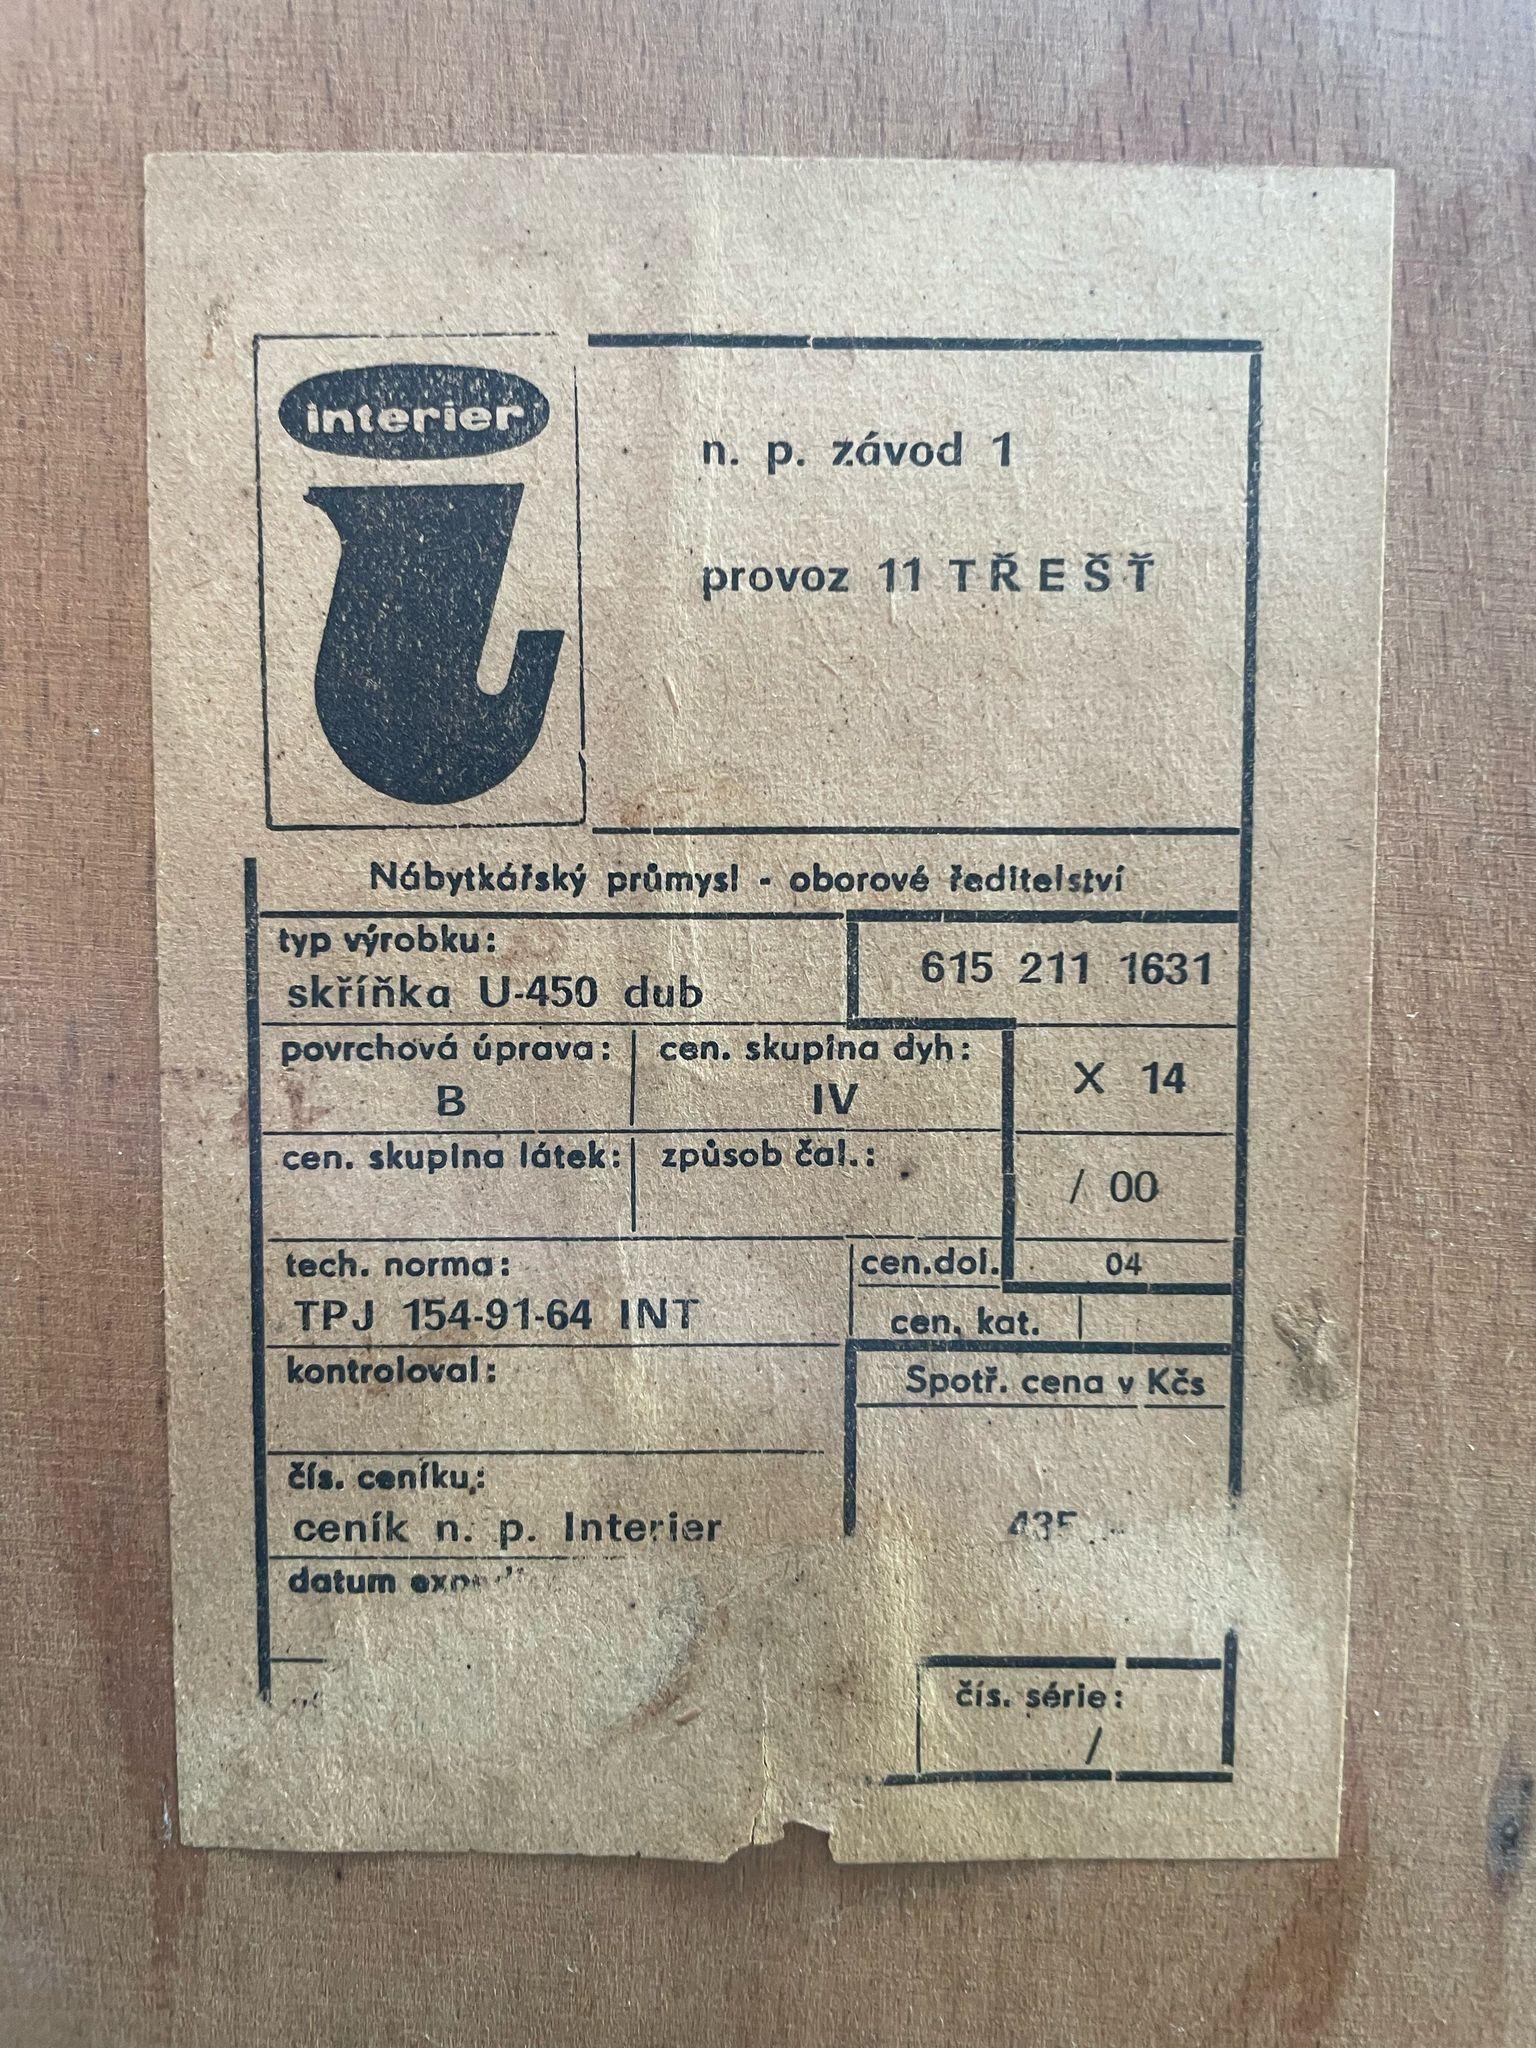 interier
n. p. závod 1
provoz 11 TŘEŠŤ
Nábytkářský průmysl - oborové ředitelství
typ výrobku:
skříňka U-450 dub
615 211 1631
povrchová úprava:
B
cen. skupina dyh:
IV
X 14
cen. skupina látek:
způsob čal.:
/ 00
tech. norma:
TPJ 154-91-64 INT
cen.dol.
04
cen. kat.
kontroloval:
Spotř. cena v Kčs
čís. ceníku:
ceník n. p. Interier
datum
čís. série:
/